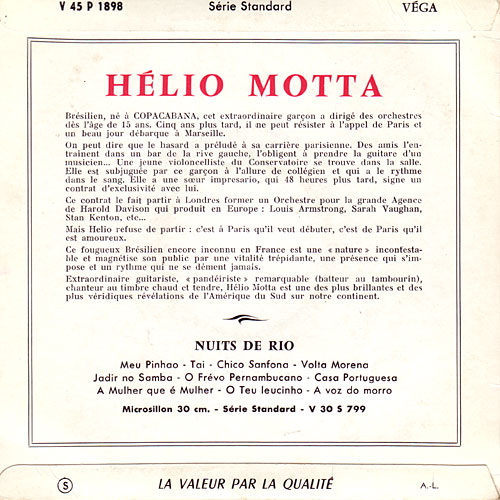 V 45 P 1898 Série Standard VÉGA
HÉLIO MOTTA
Brésilien, né à COPACABANA, cet extraordinaire garçon a dirigé des orchestres
dès l'âge de 15 ans. Cinq ans plus tard, il ne peut résister à l'appel de Paris et
un beau jour débarque à Marseille.
On peut dire que le hasard a préludé à sa carrière parisienne. Des amis l'en-
traînent dans un bar de la rive gauche, l'obligent à prendre la guitare d'un
musicien... Une jeune violoncelliste du Conservatoire se trouve dans la salle.
Elle est subjuguée par ce garçon à l'allure de collégien et qui a le rythme
dans le sang. Elle a une sœur impresario, qui 48 heures plus tard, signe un
contrat d'exclusivité avec lui.
Ce contrat le fait partir à Londres former un Orchestre pour la grande Agence
de Harold Davison qui produit en Europe : Louis Armstrong, Sarah Vaughan,
Stan Kenton, etc...
Mais Helio refuse de partir : c'est à Paris qu'il veut débuter, c'est de Paris qu'il
est amoureux.
Ce fougueux Brésilien encore inconnu en France est une « nature » incontesta-
ble et magnétise son public par une vitalité trépidante, une présence qui s'im-
pose et un rythme qui ne se dément jamais.
Extraordinaire guitariste, « pandéiriste » remarquable (batteur au tambourin),
chanteur au timbre chaud et tendre, Hélio Motta est une des plus brillantes et des
plus véridiques révélations de l'Amérique du Sud sur notre continent.
NUITS DE RIO
Meu Pinhao - Tai - Chico Sanfona - Volta Morena
Jadir no Samba - O Frévo Pernambucano - Casa Portuguesa
A Mulher que é Mulher - O Teu leucinho - A voz do morro
Microsillon 30 cm. - Série Standard - V 30 S 799
S LA VALEUR PAR LA QUALITÉ A.-L.